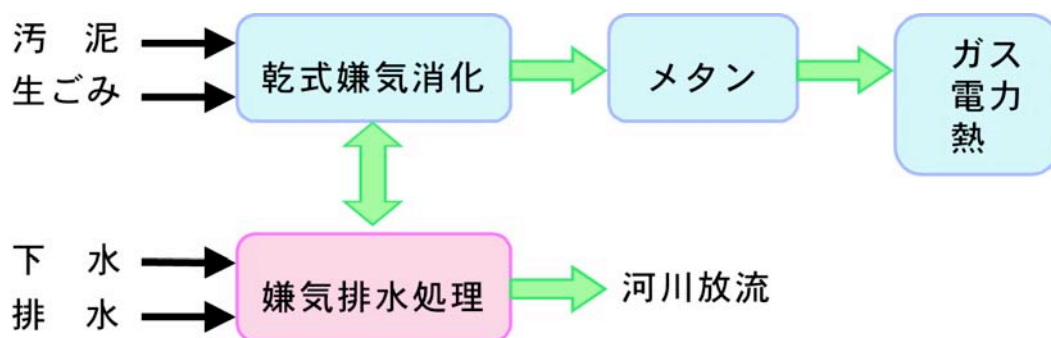 汚　泥
生ごみ
乾式嫌気消化
メタン
ガス
電力
熱
下　水
排　水
嫌気排水処理
河川放流